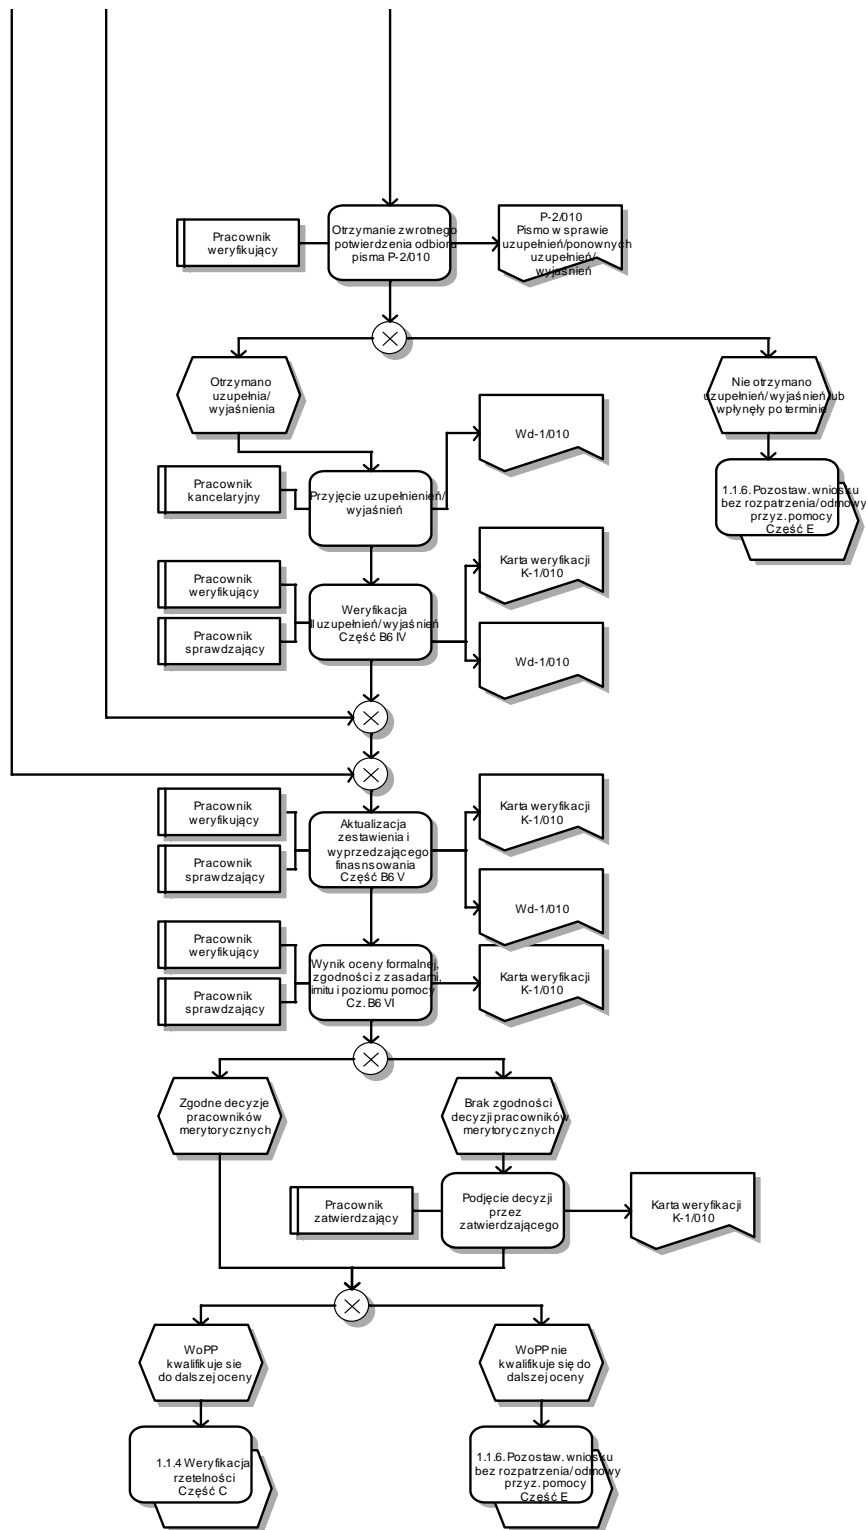 Pracownik
weryfikujący
Otrzymanie zwrotnego
potwierdzenia odbioru
pisma P-2/010
P-2/010
Pismo w sprawie
uzupełnień/ponownych
uzupełnień/
wyjaśnień
Otrzymano
uzupełnia/
wyjaśnienia
Nie otrzymano
uzupełnień/wyjaśnień lub
wpłynęły po terminie
Wd-1/010
Pracownik
kancelaryjny
Przyjęcie uzupełnienień/
wyjaśnień
1.1.6. Pozostaw. wniosku
bez rozpatrzenia/odmowy
przyz. pomocy
Część E
Pracownik
weryfikujący
Pracownik
sprawdzający
Weryfikacja
II uzupełnień/wyjaśnień
Część B6 IV
Karta weryfikacji
K-1/010
Wd-1/010
Pracownik
weryfikujący
Pracownik
sprawdzający
Aktualizacja
zestawienia i
wyprzedzającego
finasnsowania
Część B6 V
Karta weryfikacji
K-1/010
Wd-1/010
Pracownik
weryfikujący
Pracownik
sprawdzający
Wynik oceny formalnej,
zgodności z zasadami,
imitu i poziomu pomocy
Cz. B6 VI
Karta weryfikacji
K-1/010
Zgodne decyzje
pracowników
merytorycznych
Brak zgodności
decyzji pracowników
merytorycznych
Pracownik
zatwierdzający
Podjęcie decyzji
przez
zatwierdzającego
Karta weryfikacji
K-1/010
WoPP
kwalifikuje sie
do dalszej oceny
WoPP nie
kwalifikuje się do
dalszej oceny
1.1.4 Weryfikacja
rzetelności
Część C
1.1.6. Pozostaw. wniosku
bez rozpatrzenia/odmowy
przyz. pomocy
Część E